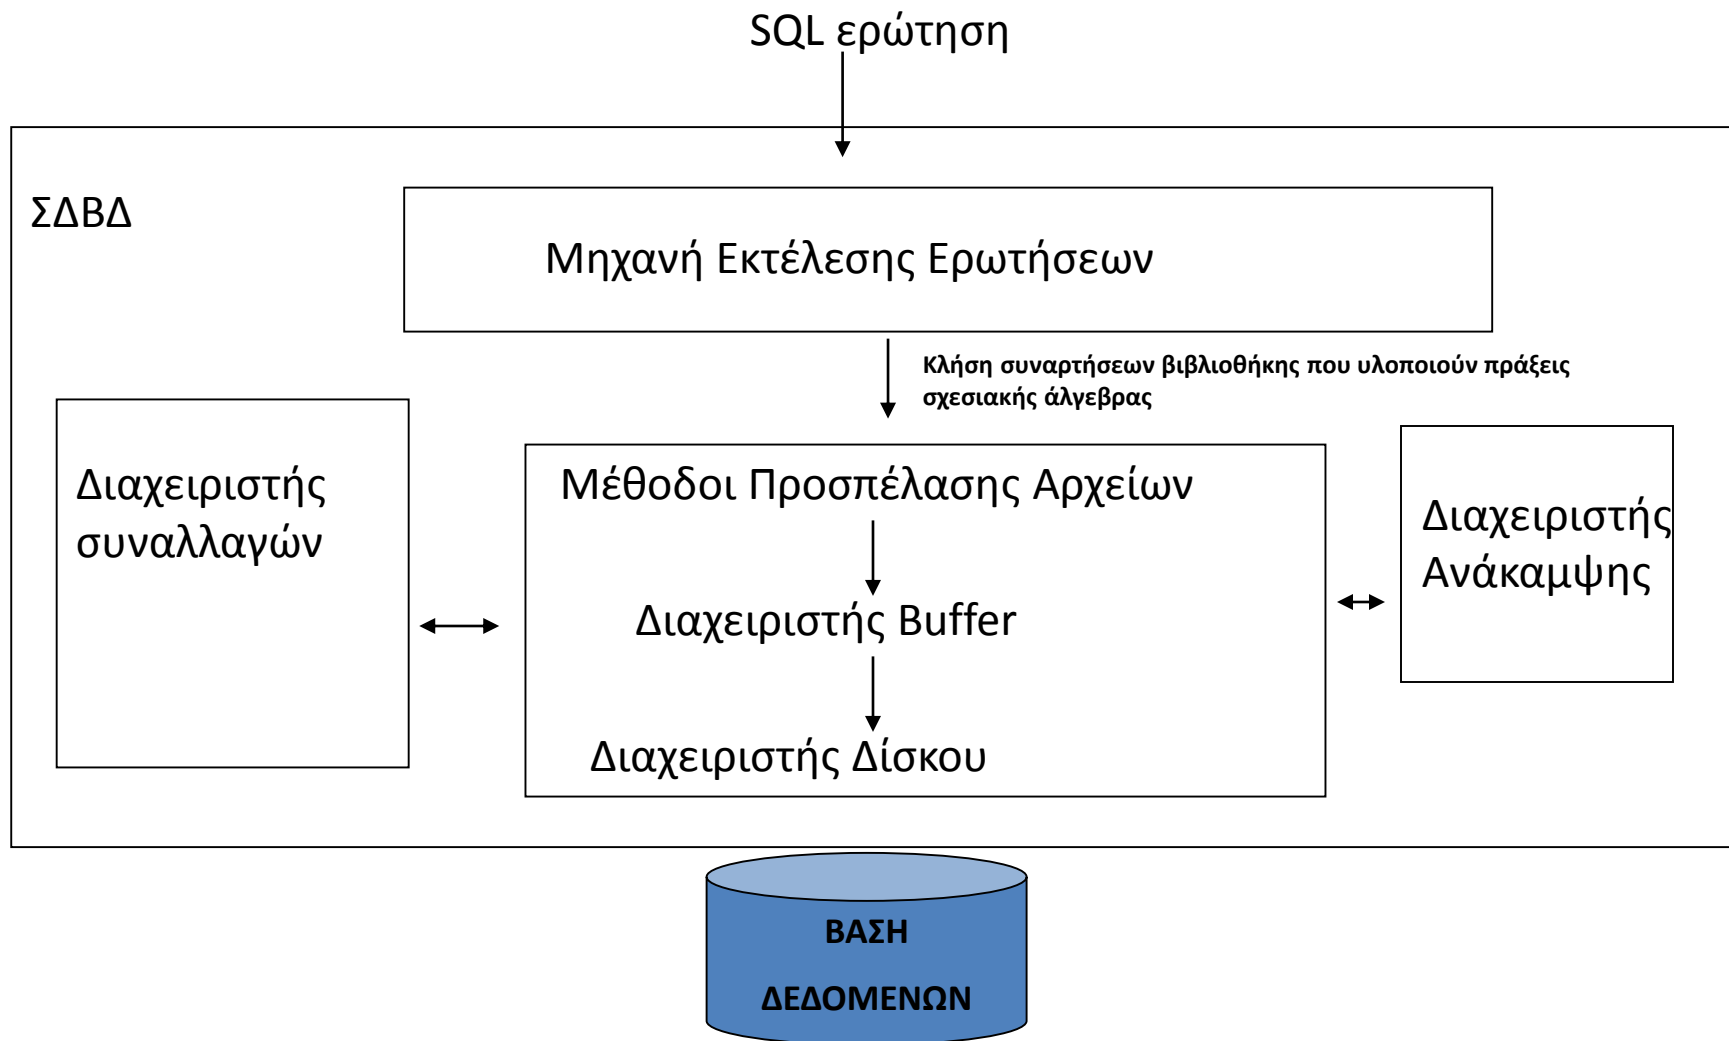 SQL ερώτηση
ΣΔΒΔ
Μηχανή Εκτέλεσης Ερωτήσεων
Κλήση συναρτήσεων βιβλιοθήκης που υλοποιούν πράξεις
σχεσιακής άλγεβρας
Διαχειριστής
συναλλαγών
Μέθοδοι Προσπέλασης Αρχείων
Διαχειριστής Buffer
Διαχειριστής Δίσκου
Διαχειριστής
Ανάκαμψης
ΒΑΣΗ
ΔΕΔΟΜΕΝΩΝ